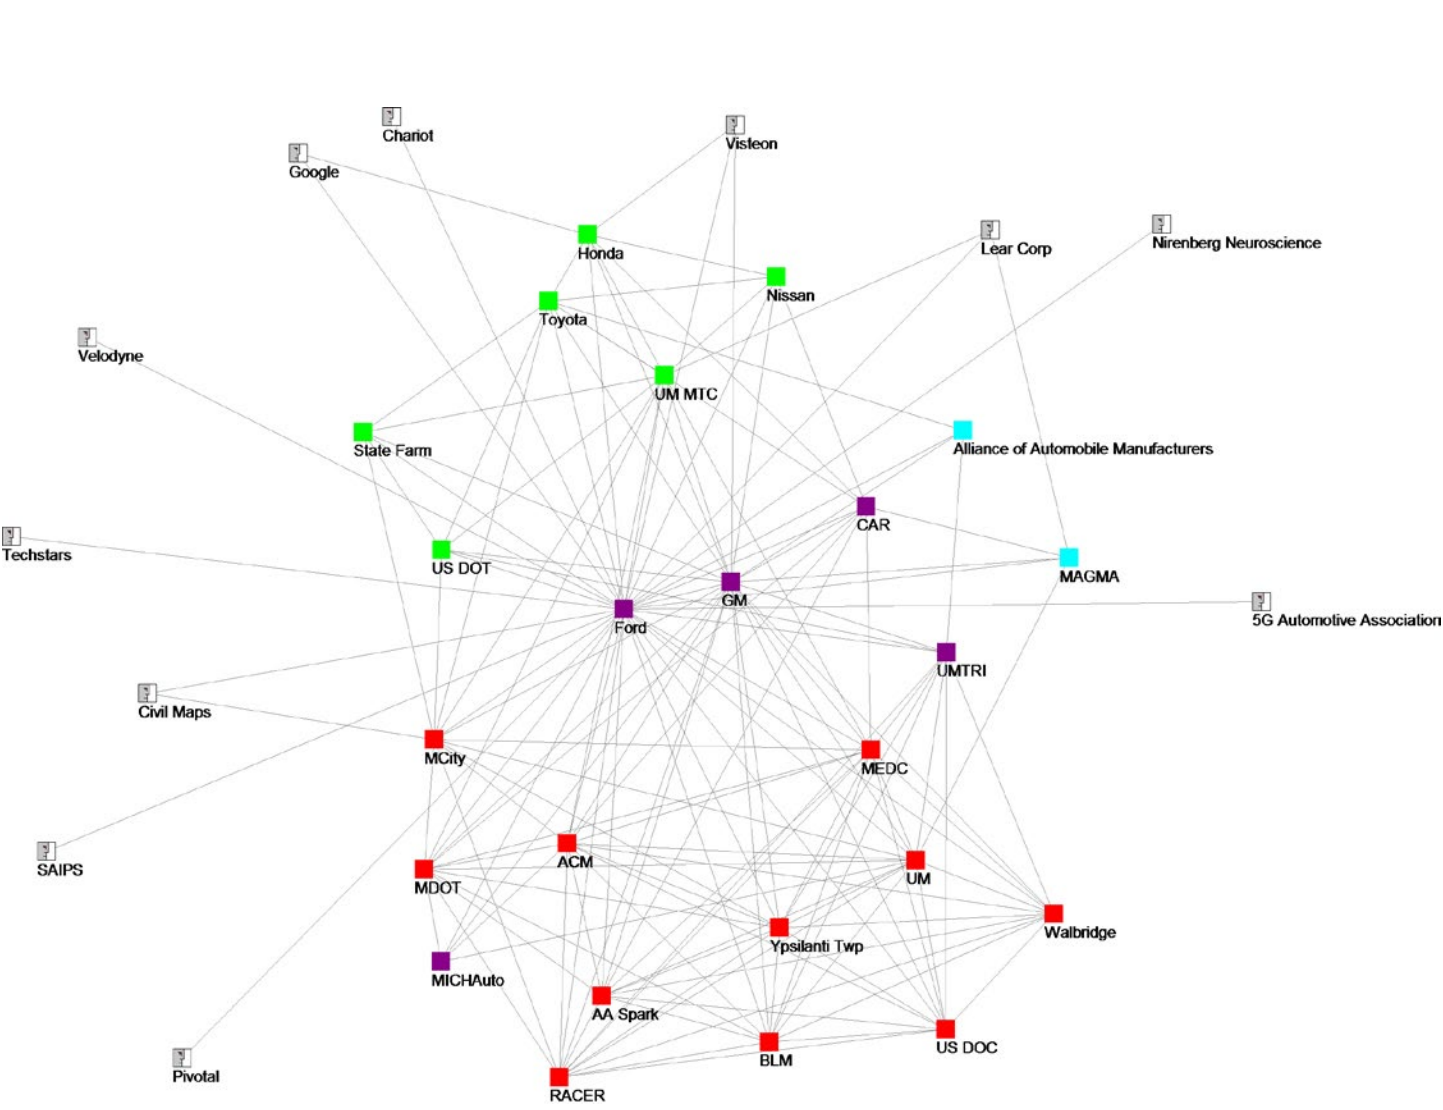 Chariot
Visteon
Google
Nirenberg Neuroscience
Lear Corp
Honda
Nissan
Toyota
Velodyne
UM MTC
State Farm
Alliance of Automobile Manufacturers
CAR
Techstars
US DOT
MAGMA
GM
5G Automotive Association
Ford
UMTRI
Civil Maps
MCity
MEDC
ACM
SAIPS
UM
MDOT
Walbridge
Ypsilanti Twp
MICHAuto
AA Spark
US DOC
BLM
Pivotal
RACER